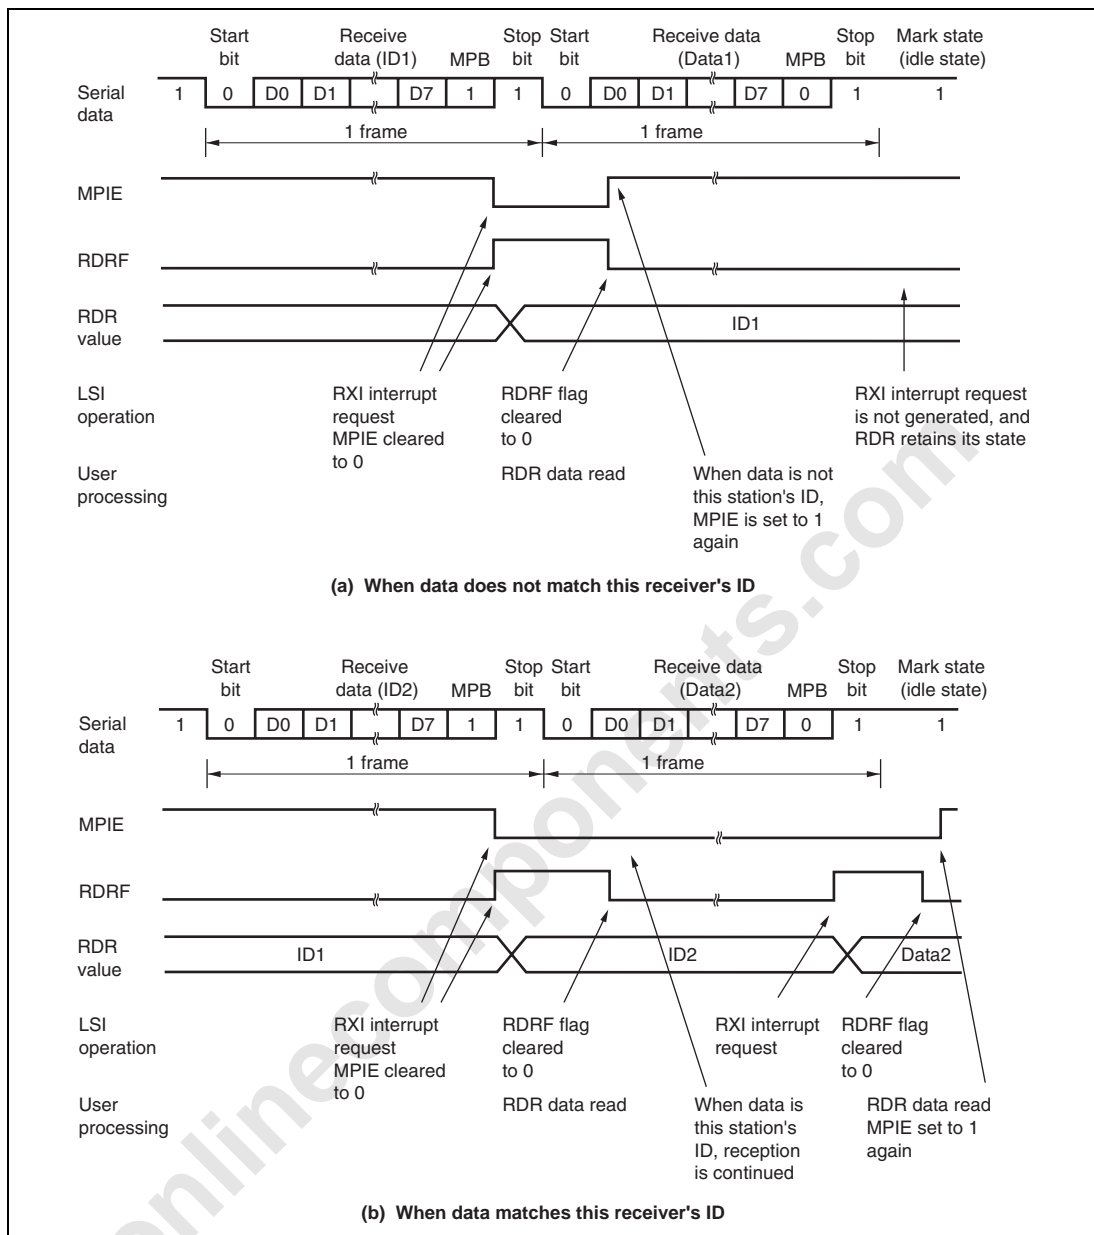 Start bit
Receive data (ID1)
MPB
Stop bit
Start bit
Receive data (Data1)
MPB
Stop bit
Mark state (idle state)
Serial data
1 0 D0 D1 D7 1 1 0 D0 D1 D7 0 1 1
1 frame
1 frame
MPIE
RDRF
RDR value
ID1
LSI operation
RXI interrupt request MPIE cleared to 0
RDRF flag cleared to 0
RXI interrupt request is not generated, and RDR retains its state
User processing
RDR data read
When data is not this station's ID, MPIE is set to 1 again
(a) When data does not match this receiver's ID
Start bit
Receive data (ID2)
MPB
Stop bit
Start bit
Receive data (Data2)
MPB
Stop bit
Mark state (idle state)
Serial data
1 0 D0 D1 D7 1 1 0 D0 D1 D7 0 1 1
1 frame
1 frame
MPIE
RDRF
RDR value
ID1
ID2
Data2
LSI operation
RXI interrupt request MPIE cleared to 0
RDRF flag cleared to 0
RXI interrupt request
RDRF flag cleared to 0
User processing
RDR data read
When data is this station's ID, reception is continued
RDR data read MPIE set to 1 again
(b) When data matches this receiver's ID
onlinecomponents.com